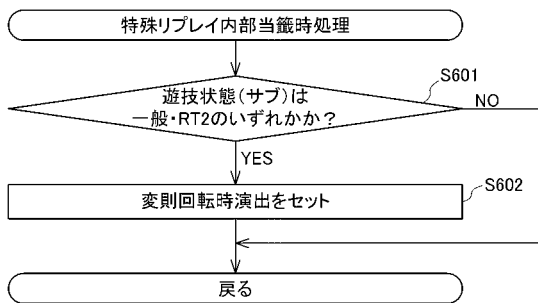 特殊リプレイ内部当籤時処理
S601
遊技状態（サブ）は
一般・RT2のいずれかか？
NO
YES
S602
変則回転時演出をセット
戻る